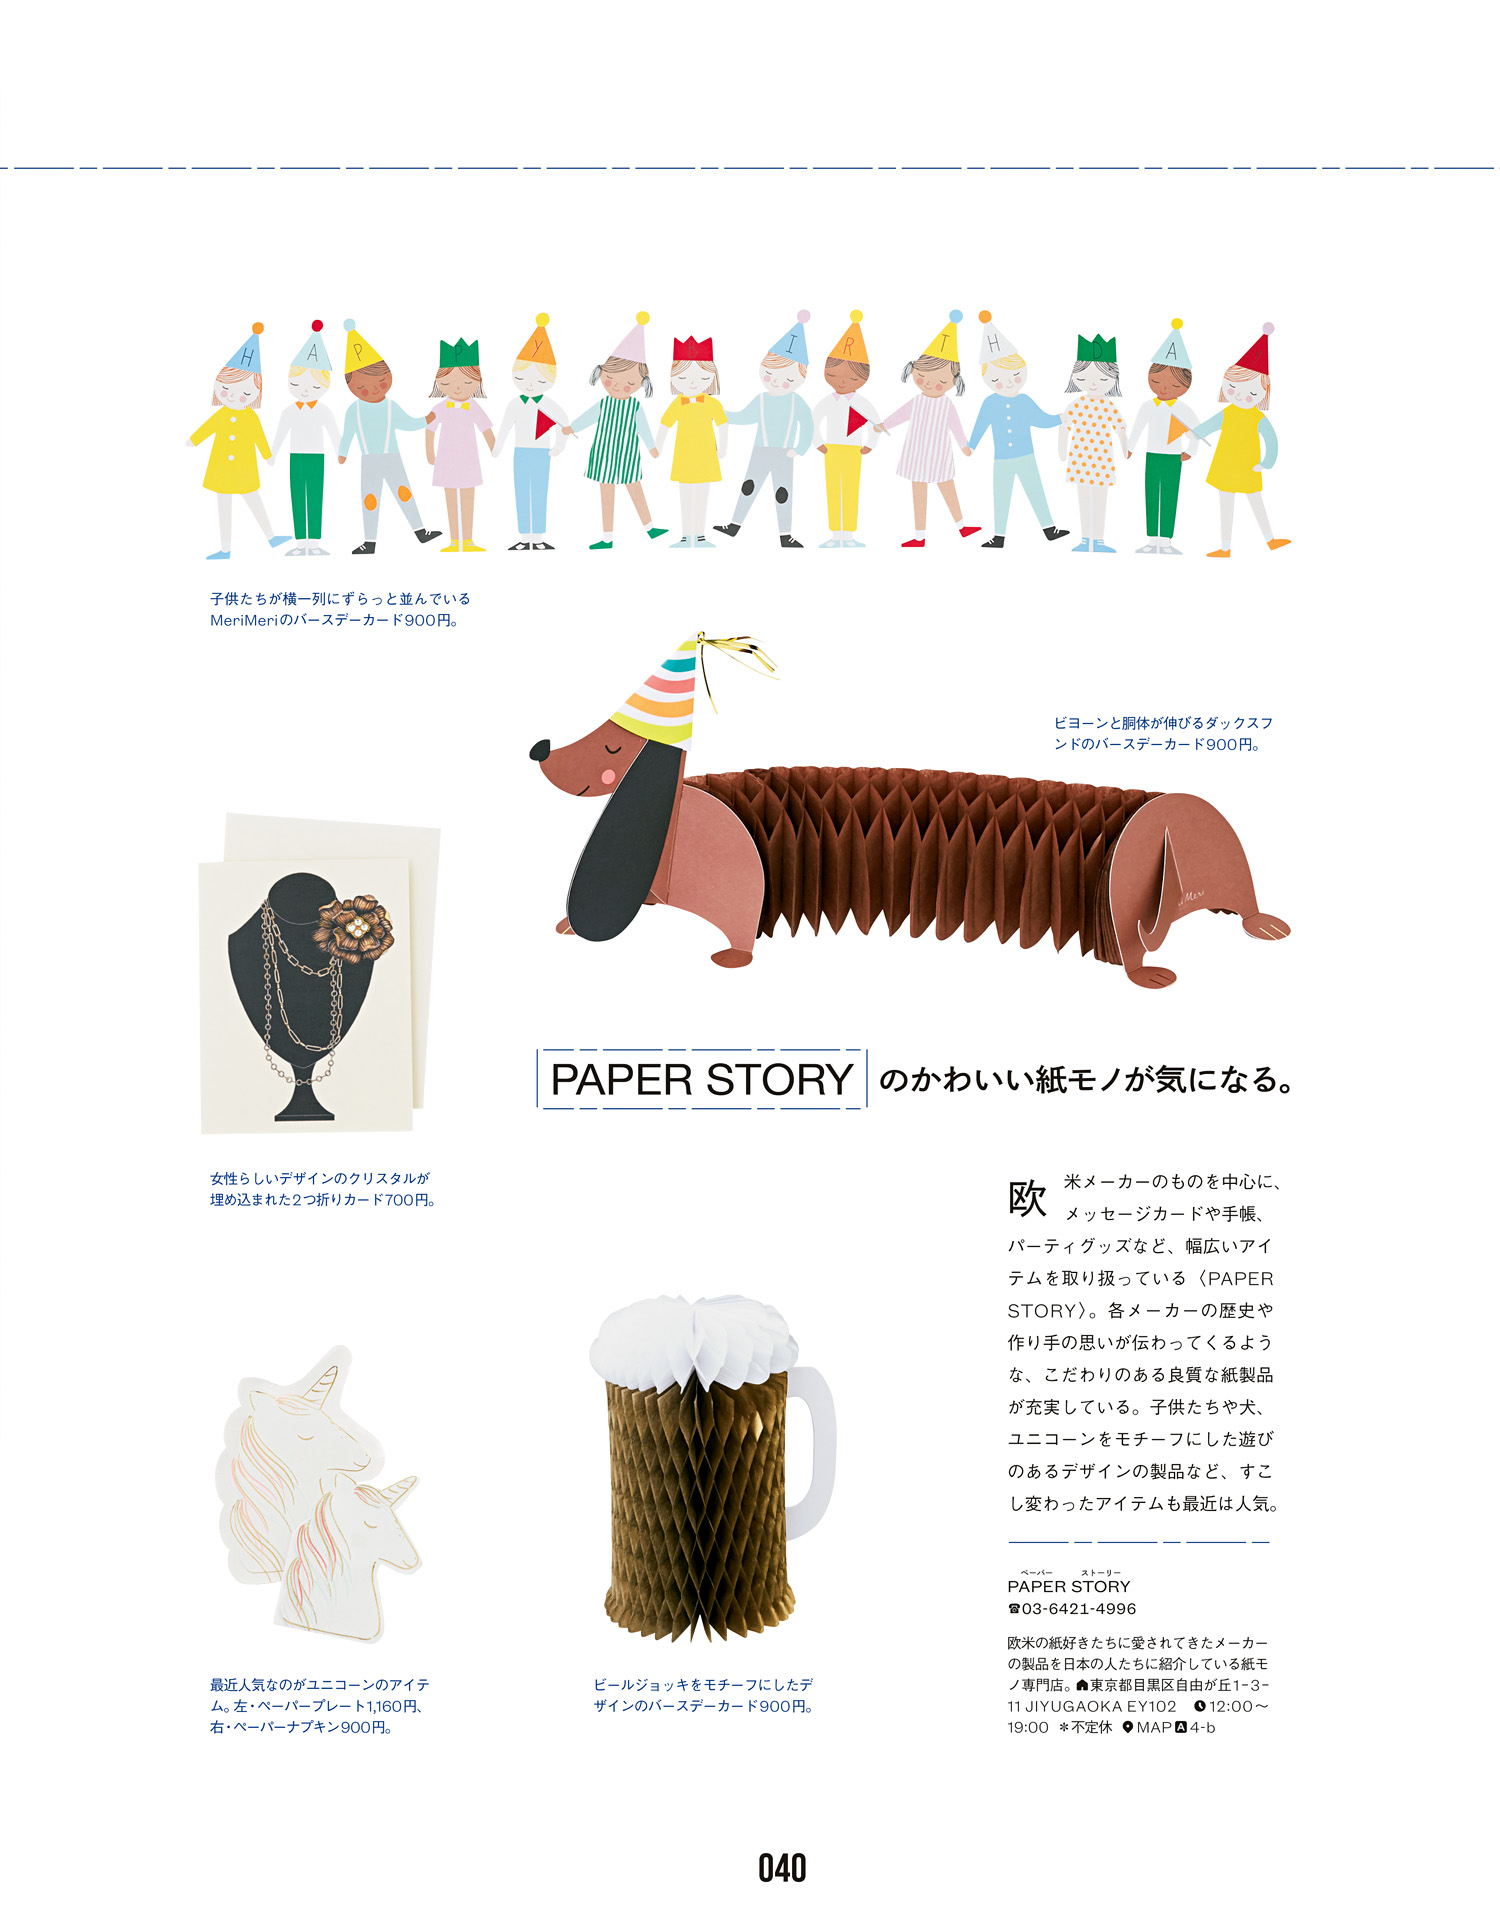 H A P P Y B I R T H D A Y
子供たちが横一列にずらっと並んでいる
MeriMeriのバースデーカード900円。
ビヨーンと胴体が伸びるダックスフ
ンドのバースデーカード900円。
Meri
PAPER STORY のかわいい紙モノが気になる。
女性らしいデザインのクリスタルが
埋め込まれた2つ折りカード700円。
欧米メーカーのものを中心に、
メッセージカードや手帳、
パーティグッズなど、幅広いアイ
テムを取り扱っている〈PAPER
STORY〉。各メーカーの歴史や
作り手の思いが伝わってくるよう
な、こだわりのある良質な紙製品
が充実している。子供たちや犬、
ユニコーンをモチーフにした遊び
のあるデザインの製品など、すこ
し変わったアイテムも最近は人気。
最近人気なのがユニコーンのアイテ
ム。左・ペーパープレート1,160円、
右・ペーパーナプキン900円。
ビールジョッキをモチーフにしたデ
ザインのバースデーカード900円。
ペーパー ストーリー
PAPER STORY
☎03-6421-4996
欧米の紙好きたちに愛されてきたメーカー
の製品を日本の人たちに紹介している紙モ
ノ専門店。東京都目黒区自由が丘1-3-
11 JIYUGAOKA EY102 12:00〜
19:00 *不定休 MAP A 4-b
040